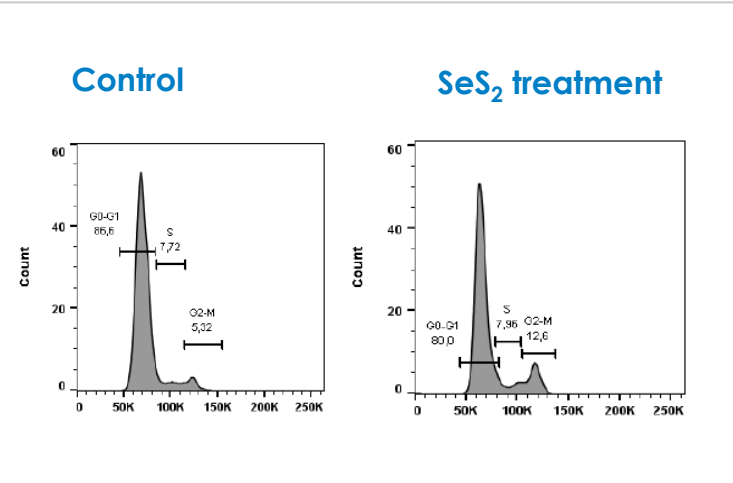 Control
SeS₂ treatment
60
40
20
0
Count
G0-G1
86,6
S
7,72
G2-M
5,32
0 50K 100K 150K 200K 250K
60
40
20
0
Count
G0-G1
80,0
S
7,96
G2-M
12,6
0 50K 100K 150K 200K 250K